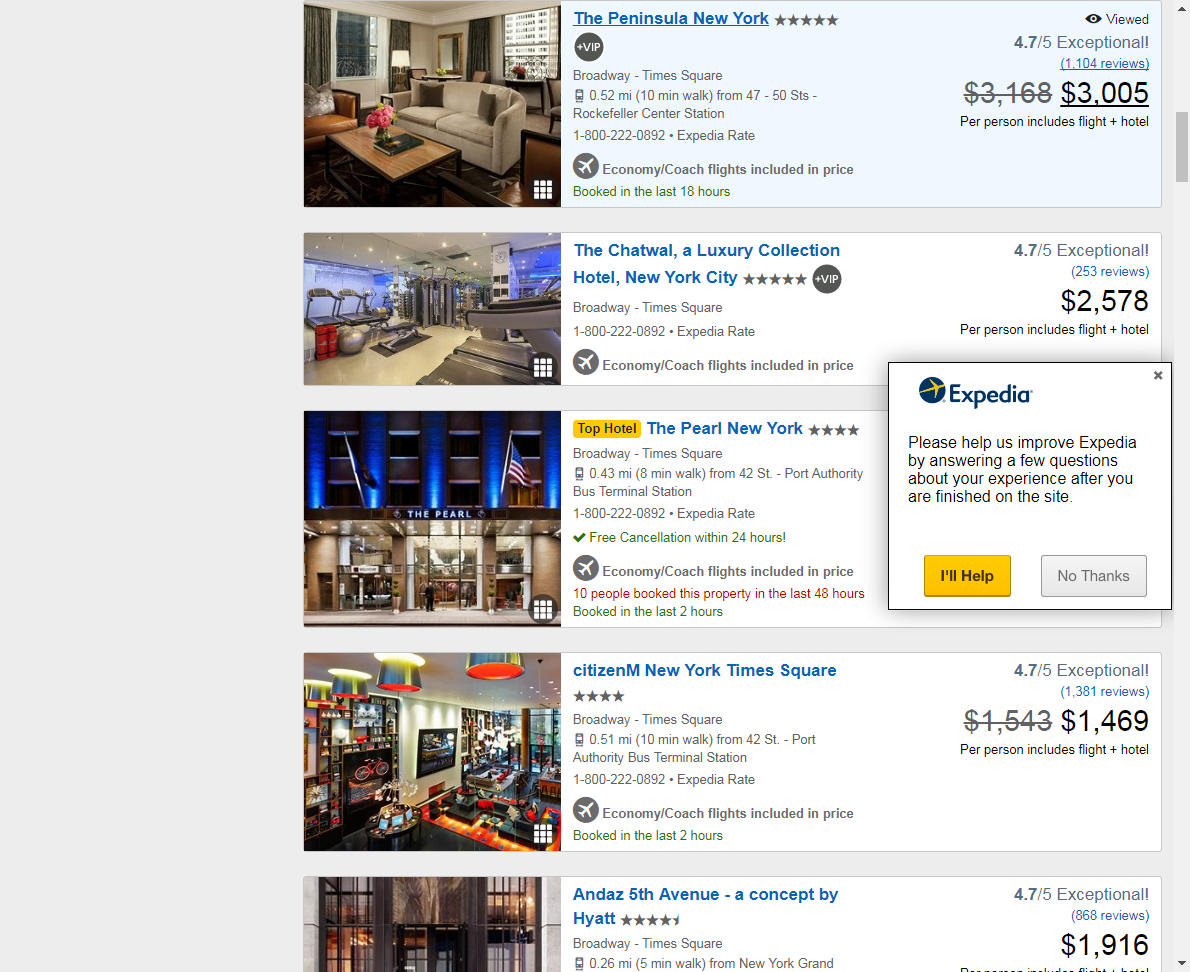 The Peninsula New York
Viewed
+VIP
4.7/5 Exceptional!
(1,104 reviews)
Broadway - Times Square
$3,168 $3,005
0.52 mi (10 min walk) from 47 - 50 Sts -
Rockefeller Center Station
Per person includes flight + hotel
1-800-222-0892 • Expedia Rate
Economy/Coach flights included in price
Booked in the last 18 hours
The Chatwal, a Luxury Collection
Hotel, New York City
+VIP
4.7/5 Exceptional!
(253 reviews)
$2,578
Broadway - Times Square
1-800-222-0892 • Expedia Rate
Per person includes flight + hotel
Economy/Coach flights included in price
THE PEARL
Top Hotel The Pearl New York
Broadway - Times Square
0.43 mi (8 min walk) from 42 St. - Port Authority
Bus Terminal Station
1-800-222-0892 • Expedia Rate
Free Cancellation within 24 hours!
Economy/Coach flights included in price
10 people booked this property in the last 48 hours
Booked in the last 2 hours
Expedia
Please help us improve Expedia
by answering a few questions
about your experience after you
are finished on the site.
I'll Help
No Thanks
citizenM New York Times Square
4.7/5 Exceptional!
(1,381 reviews)
$1,543 $1,469
Broadway - Times Square
0.51 mi (10 min walk) from 42 St. - Port
Authority Bus Terminal Station
Per person includes flight + hotel
1-800-222-0892 • Expedia Rate
Economy/Coach flights included in price
Booked in the last 2 hours
Andaz 5th Avenue - a concept by
Hyatt
4.7/5 Exceptional!
(868 reviews)
$1,916
Broadway - Times Square
0.26 mi (5 min walk) from New York Grand
Per person includes flight + hotel